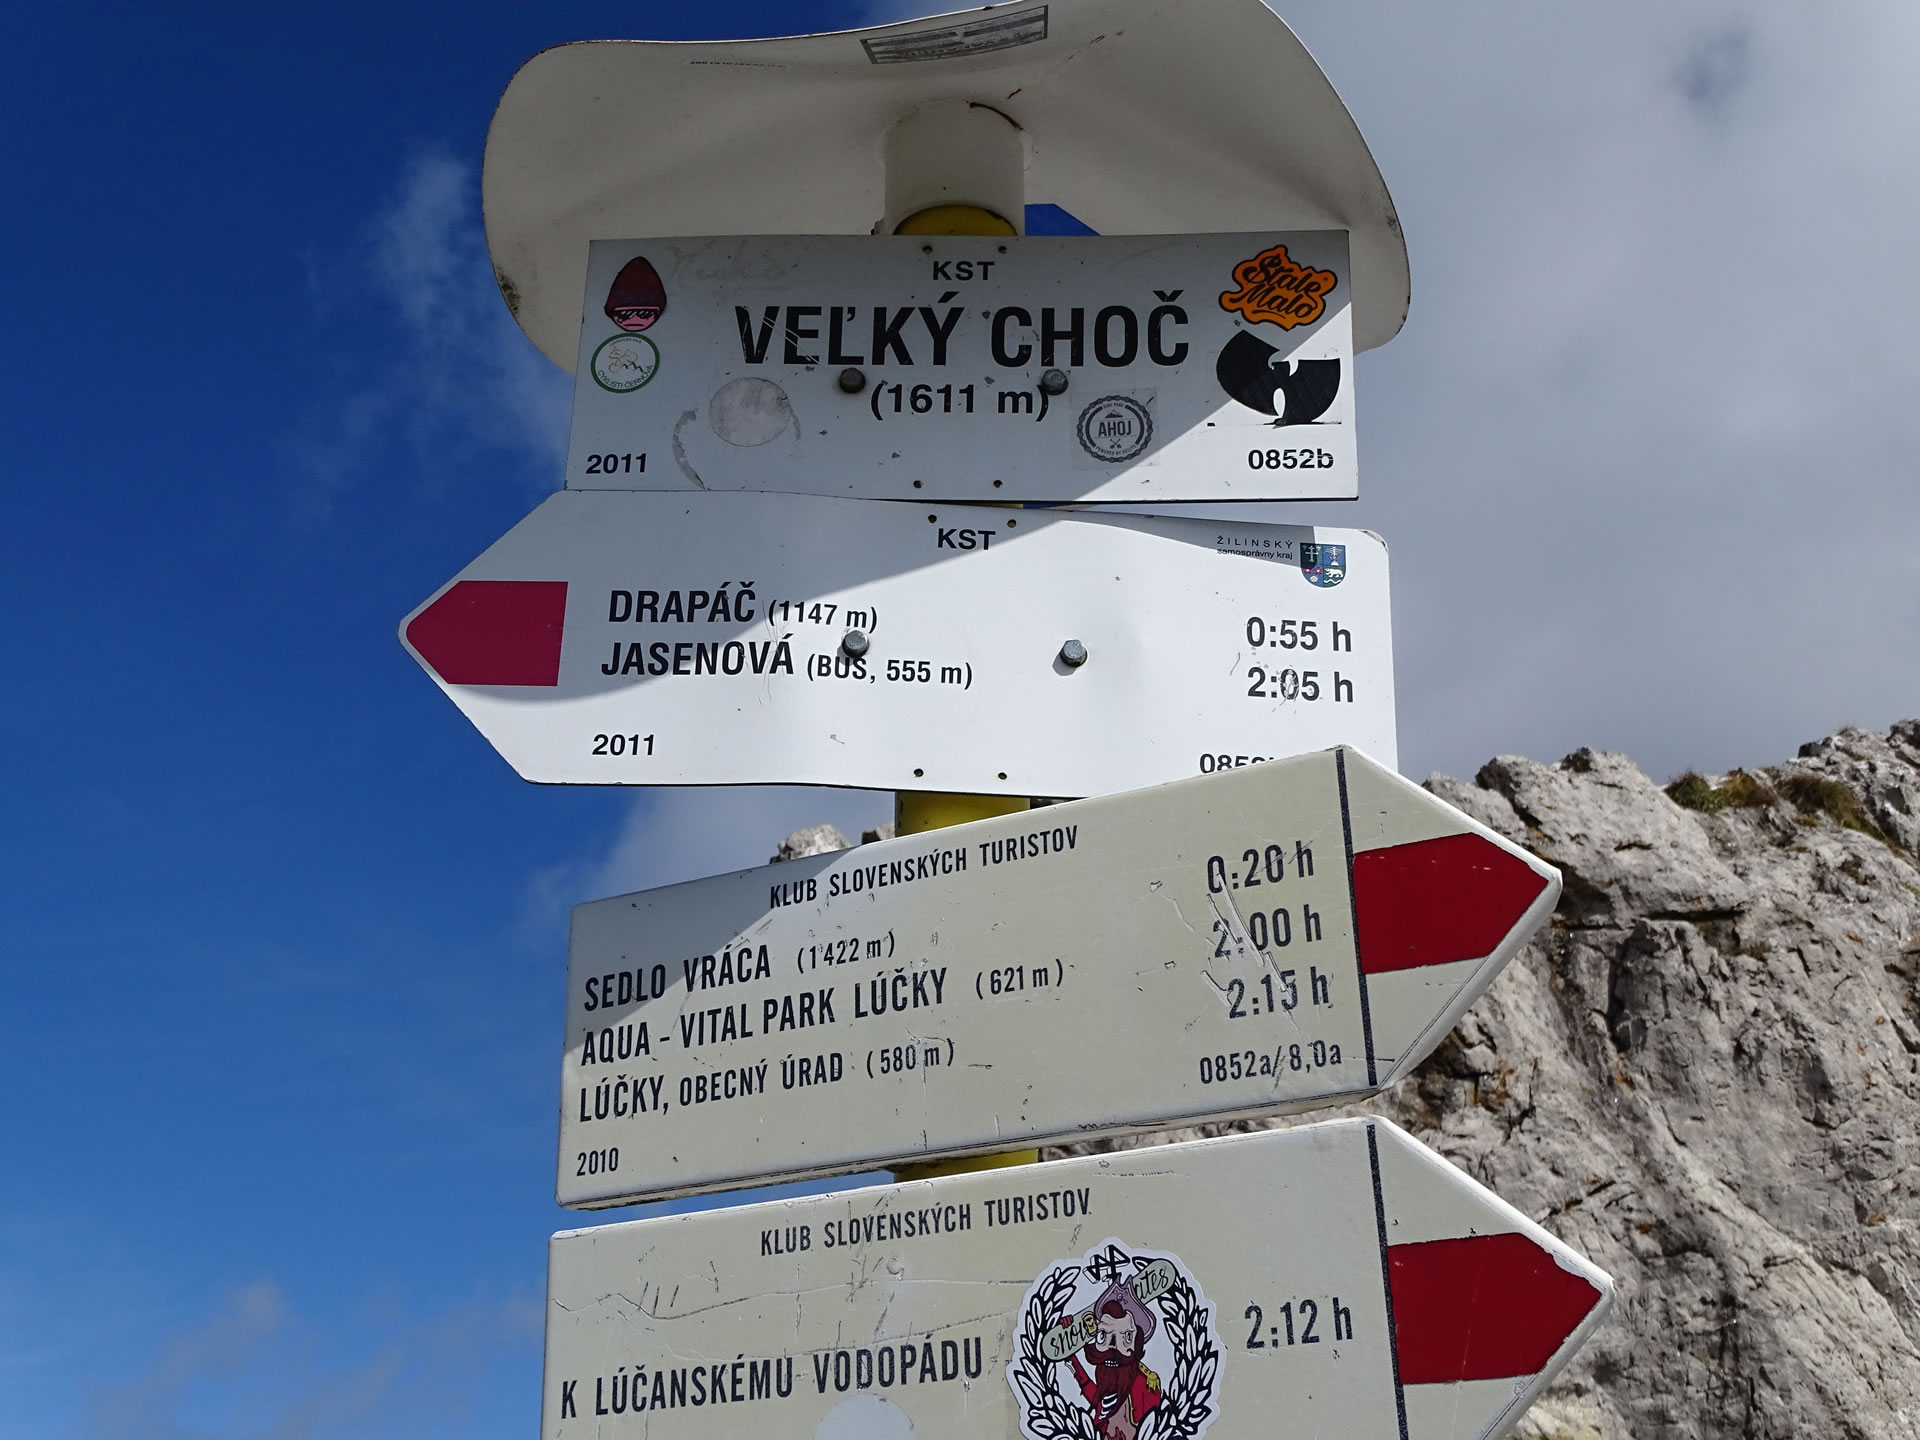 KST
VEĽKÝ CHOČ
(1611 m)
2011
0852b
Stále
Málo
CYKLISTI ČERNOVÁ
AHOJ
KST
ŽILINSKÝ
samosprávny kraj
DRAPÁČ (1147 m) 0:55 h
JASENOVÁ (BUS, 555 m) 2:05 h
2011
KLUB SLOVENSKÝCH TURISTOV
SEDLO VRÁCA (1422 m) 0:20 h
AQUA - VITAL PARK LÚČKY (621 m) 2:00 h
LÚČKY, OBECNÝ ÚRAD (580 m) 2:15 h
2010
0852a/8,0a
KLUB SLOVENSKÝCH TURISTOV
K LÚČANSKÉMU VODOPÁDU 2:12 h